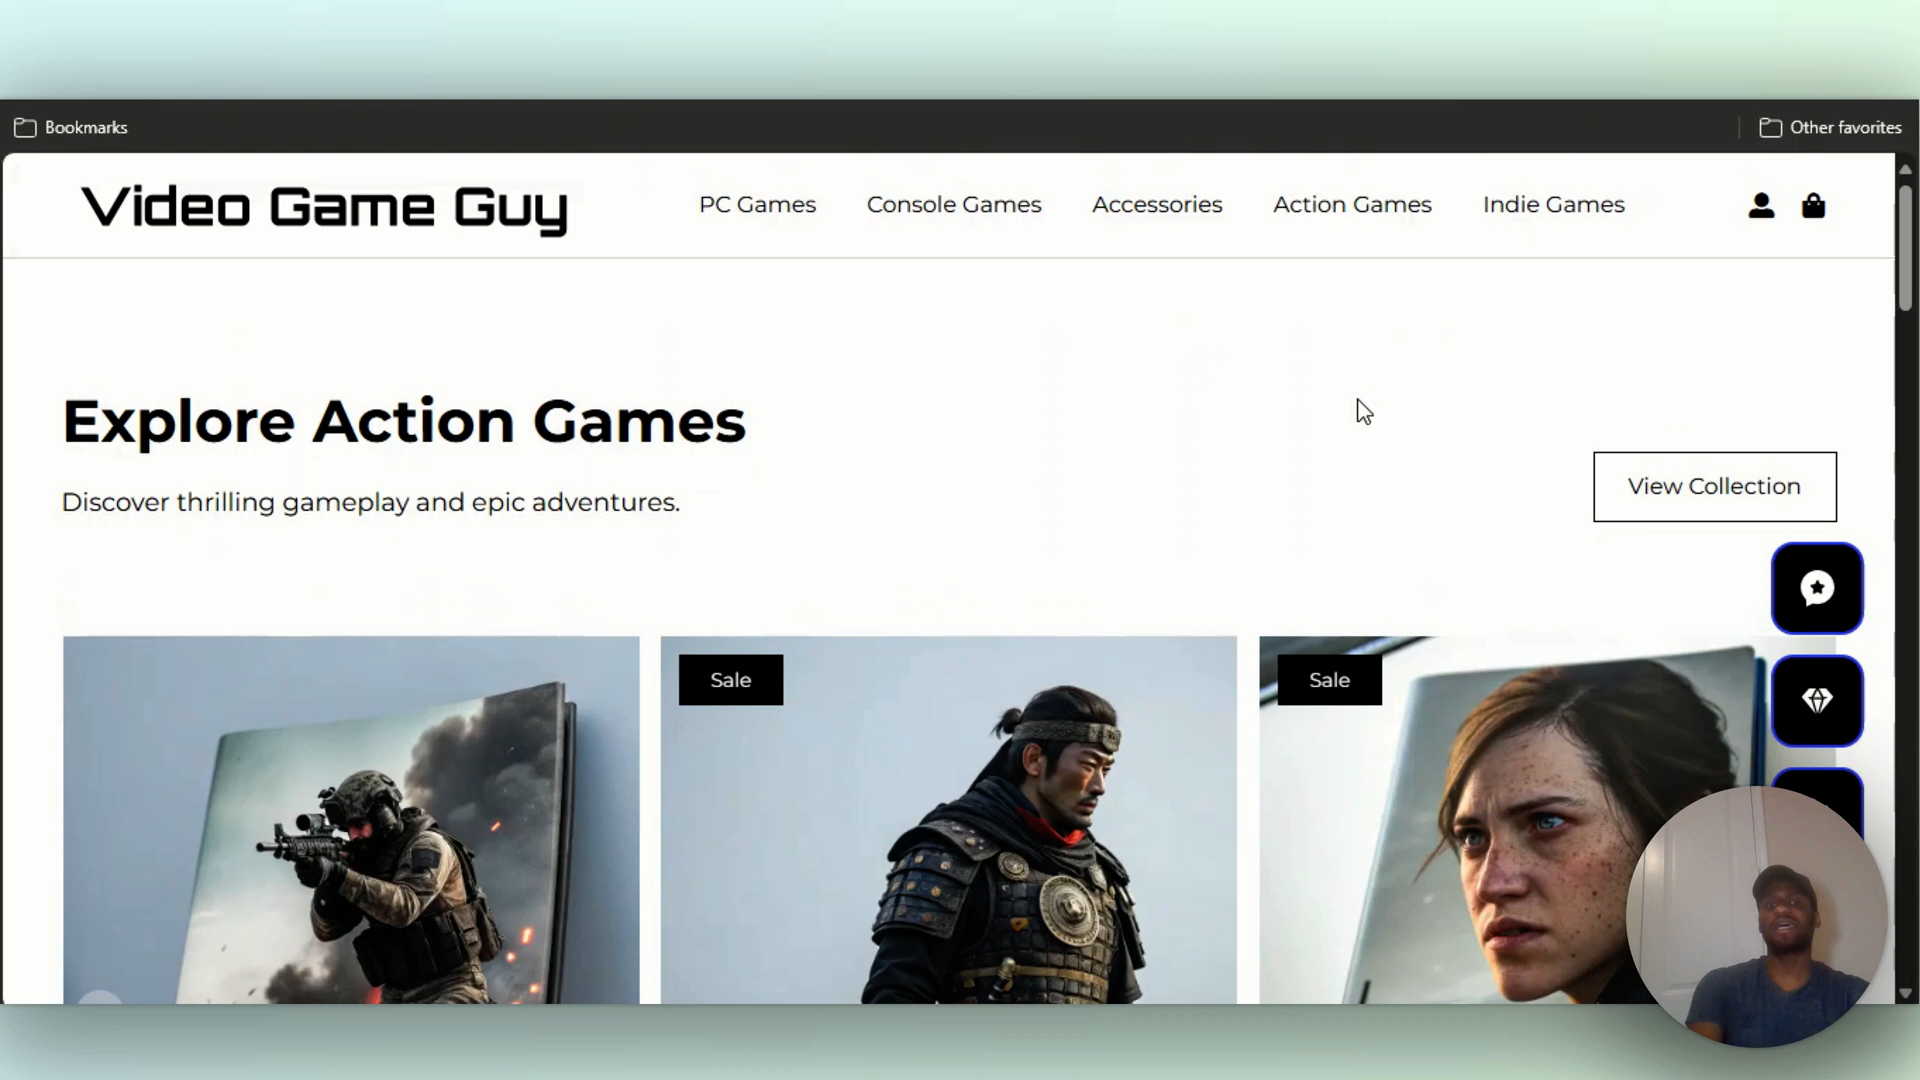 Bookmarks
Other favorites
Video Game Guy
PC Games
Console Games
Accessories
Action Games
Indie Games
Explore Action Games
Discover thrilling gameplay and epic adventures.
View Collection
Sale
Sale